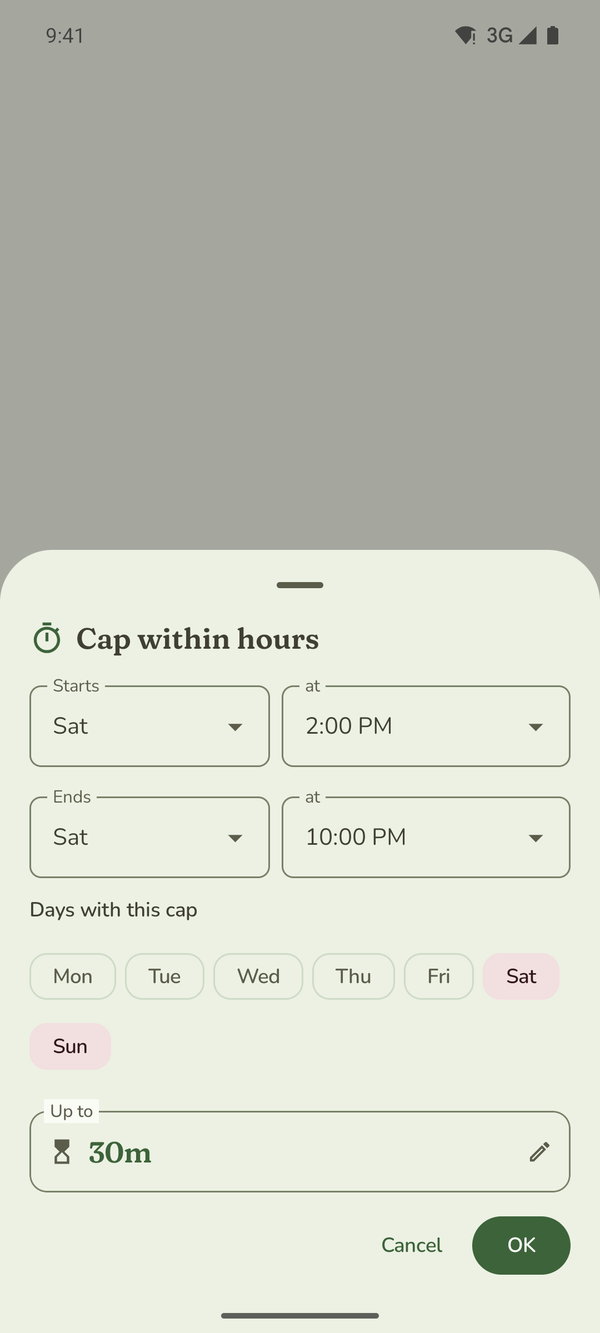 9:41 3G
Cap within hours
Starts at
Sat 2:00 PM
Ends at
Sat 10:00 PM
Days with this cap
Mon Tue Wed Thu Fri Sat
Sun
Up to
30m
Cancel OK